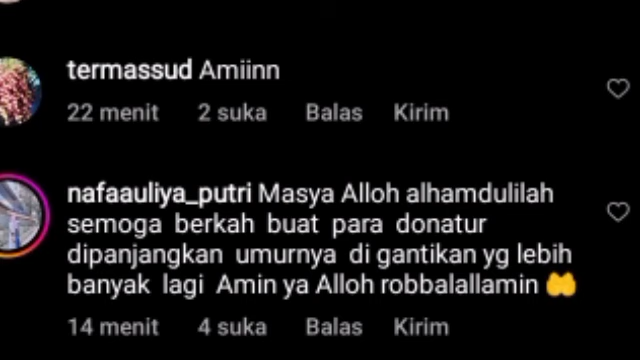 termassud Amiinn
22 menit 2 suka Balas Kirim
nafaauliya_putri Masya Alloh alhamdulilah
semoga berkah buat para donatur
dipanjangkan umurnya di gantikan yg lebih
banyak lagi Amin ya Alloh robbalallamin 🤲
14 menit 4 suka Balas Kirim